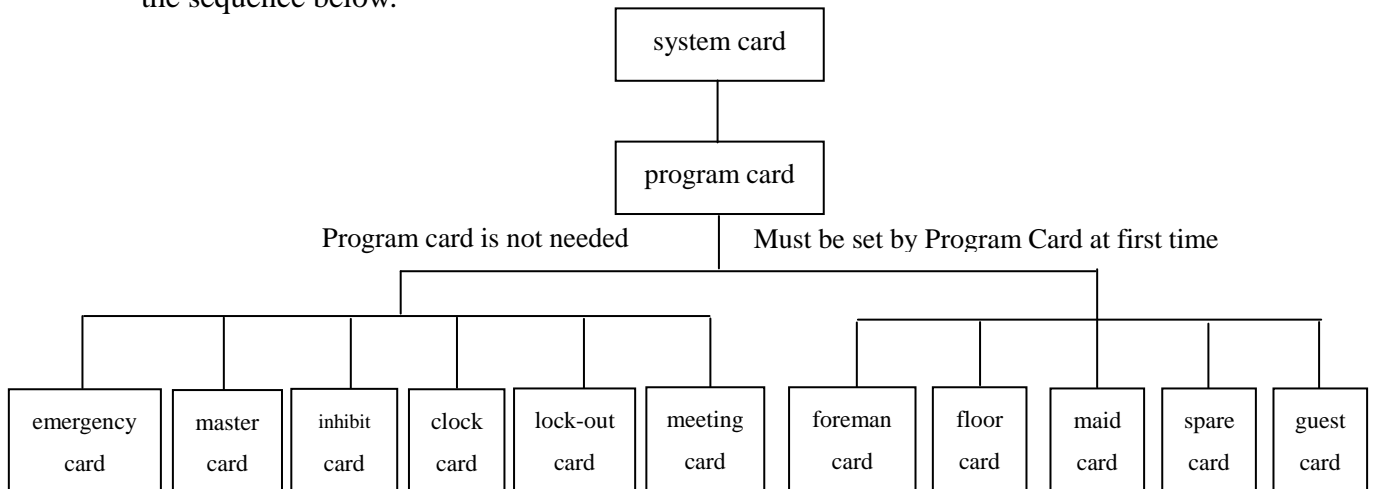 the sequence below.
system card
program card
Program card is not needed
Must be set by Program Card at first time
emergency
card
master
card
inhibit
card
clock
card
lock-out
card
meeting
card
foreman
card
floor
card
maid
card
spare
card
guest
card